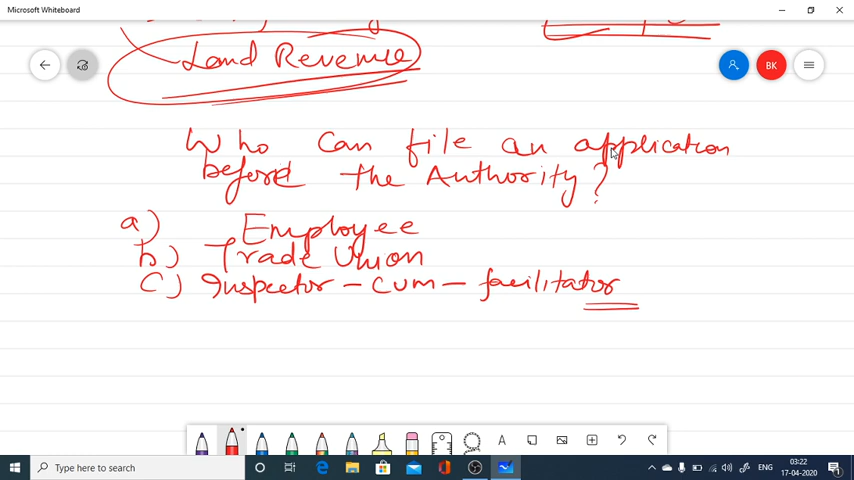 Microsoft Whiteboard
Land Revenue
BK
Who can file an application
before the Authority?
a) Employee
b) Trade Union
c) Inspector - cum - facilitator
A
Type here to search
ENG
03:22
17-04-2020